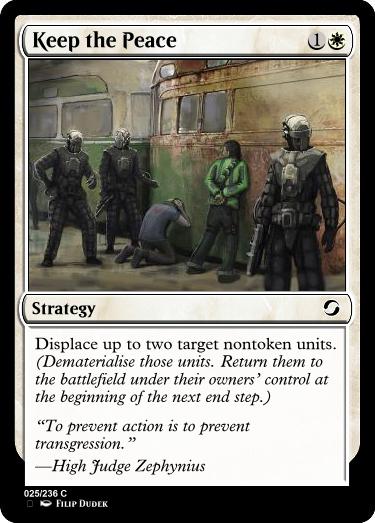 Keep the Peace 1
Strategy
Displace up to two target nontoken units.
(Dematerialise those units. Return them to
the battlefield under their owners' control at
the beginning of the next end step.)
“To prevent action is to prevent
transgression.”
—High Judge Zephynius
025/236 C
Filip Dudek